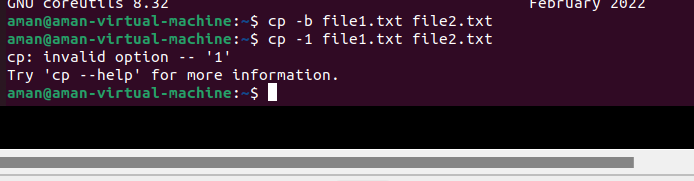 GNU coreutils 8.32 February 2022
aman@aman-virtual-machine:~$ cp -b file1.txt file2.txt
aman@aman-virtual-machine:~$ cp -1 file1.txt file2.txt
cp: invalid option -- '1'
Try 'cp --help' for more information.
aman@aman-virtual-machine:~$